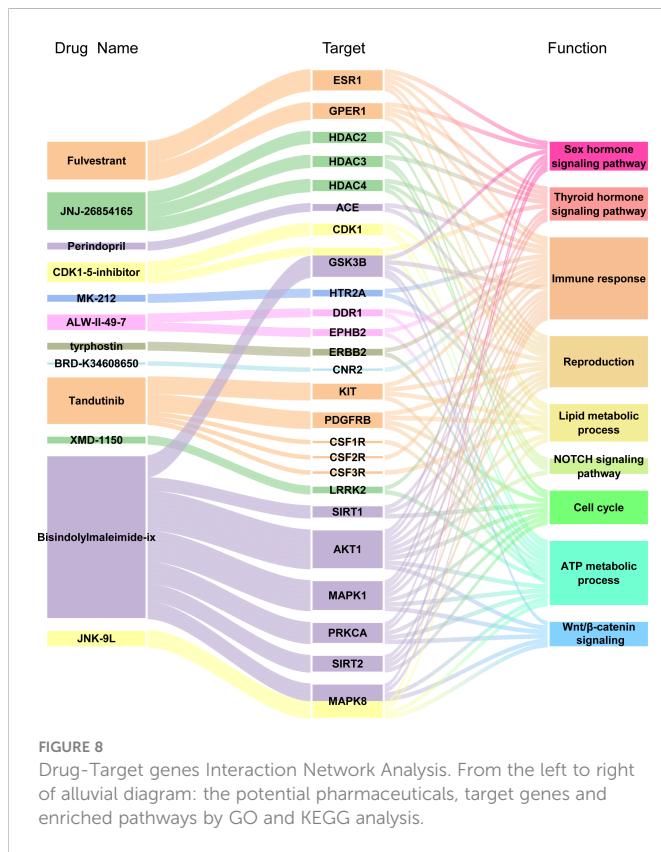 Drug Name
Target
Function
Fulvestrant
JNJ-26854165
Perindopril
CDK1-5-inhibitor
MK-212
ALW-II-49-7
tyrphostin
BRD-K34608650
Tandutinib
XMD-1150
Bisindolylmaleimide-ix
JNK-9L
ESR1
GPER1
HDAC2
HDAC3
HDAC4
ACE
CDK1
GSK3B
HTR2A
DDR1
EPHB2
ERBB2
CNR2
KIT
PDGFRB
CSF1R
CSF2R
CSF3R
LRRK2
SIRT1
AKT1
MAPK1
PRKCA
SIRT2
MAPK8
Sex hormone
signaling pathway
Thyroid hormone
signaling pathway
Immune response
Reproduction
Lipid metabolic
process
NOTCH signaling
pathway
Cell cycle
ATP metabolic
process
Wnt/β-catenin
signaling
FIGURE 8
Drug-Target genes Interaction Network Analysis. From the left to right
of alluvial diagram: the potential pharmaceuticals, target genes and
enriched pathways by GO and KEGG analysis.